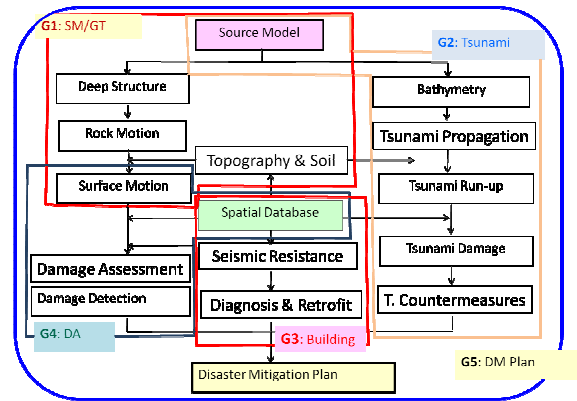 G1: SM/GT
Source Model
G2: Tsunami
Deep Structure
Bathymetry
Rock Motion
Tsunami Propagation
Topography & Soil
Surface Motion
Tsunami Run-up
Spatial Database
Seismic Resistance
Tsunami Damage
Damage Assessment
Damage Detection
Diagnosis & Retrofit
T. Countermeasures
G4: DA
G3: Building
G5: DM Plan
Disaster Mitigation Plan